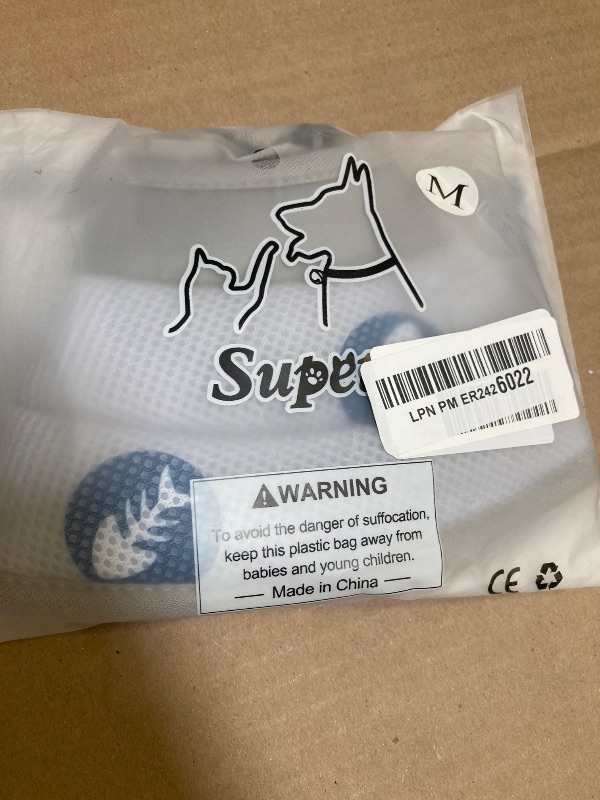 M
Supet
LPN PM ER2426022
WARNING
To avoid the danger of suffocation,
keep this plastic bag away from
babies and young children.
Made in China
CE